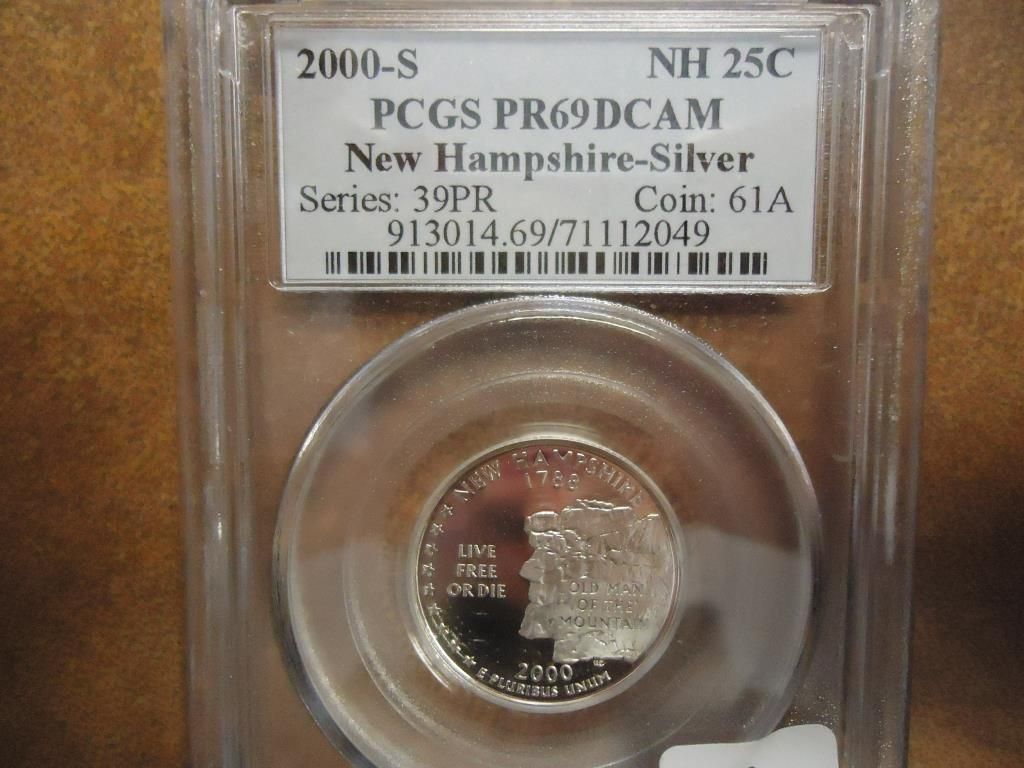 2000-S NH 25C
PCGS PR69DCAM
New Hampshire-Silver
Series: 39PR Coin: 61A
913014.69/71112049
NEW HAMPSHIRE
1788
LIVE
FREE
OR DIE
OLD MAN
OF THE
MOUNTAIN
2000
E PLURIBUS UNUM